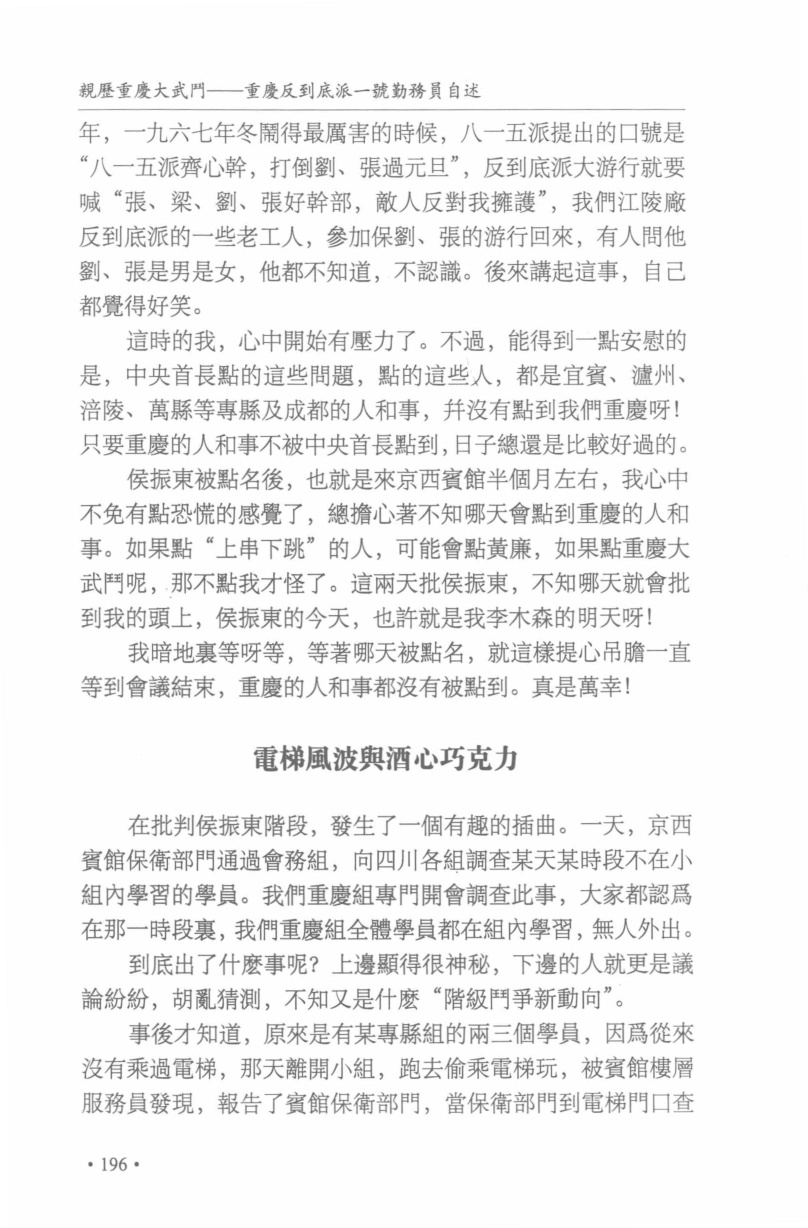 親歷重慶大武鬥——重慶反到底派一號勤務員自述
年，一九六七年冬鬧得最厲害的時候，八一五派提出的口號是
“八一五派齊心幹，打倒劉、張過元旦”，反到底派大游行就要
喊“張、梁、劉、張好幹部，敵人反對我擁護”，我們江陵廠
反到底派的一些老工人，參加保劉、張的游行回來，有人問他
劉、張是男是女，他都不知道，不認識。後來講起這事，自己
都覺得好笑。
這時的我，心中開始有壓力了。不過，能得到一點安慰的
是，中央首長點的這些問題，點的這些人，都是宜賓、瀘州、
涪陵、萬縣等專縣及成都的人和事，幷沒有點到我們重慶呀！
只要重慶的人和事不被中央首長點到，日子總還是比較好過的。
侯振東被點名後，也就是來京西賓館半個月左右，我心中
不免有點恐慌的感覺了，總擔心著不知哪天會點到重慶的人和
事。如果點“上串下跳”的人，可能會點黃廉，如果點重慶大
武鬥呢，那不點我才怪了。這兩天批侯振東，不知哪天就會批
到我的頭上，侯振東的今天，也許就是我李木森的明天呀！
我暗地裏等呀等，等著哪天被點名，就這樣提心吊膽一直
等到會議結束，重慶的人和事都沒有被點到。真是萬幸！
電梯風波與酒心巧克力
在批判侯振東階段，發生了一個有趣的插曲。一天，京西
賓館保衛部門通過會務組，向四川各組調查某天某時段不在小
組內學習的學員。我們重慶組專門開會調查此事，大家都認爲
在那一時段裏，我們重慶組全體學員都在組內學習，無人外出。
到底出了什麽事呢？上邊顯得很神秘，下邊的人就更是議
論紛紛，胡亂猜測，不知又是什麽“階級鬥爭新動向”。
事後才知道，原來是有某專縣組的兩三個學員，因爲從來
沒有乘過電梯，那天離開小組，跑去偷乘電梯玩，被賓館樓層
服務員發現，報告了賓館保衛部門，當保衛部門到電梯門口查
·196·